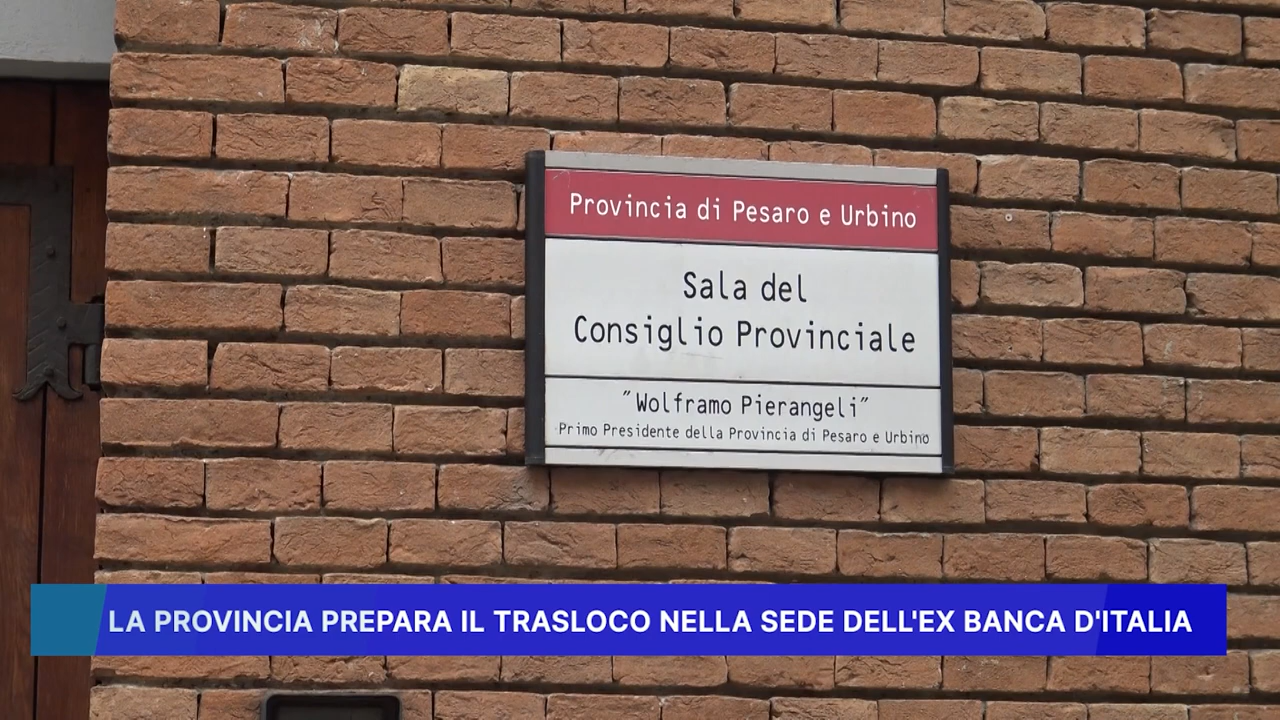 Provincia di Pesaro e Urbino
Sala del
Consiglio Provinciale
"Wolframo Pierangeli"
Primo Presidente della Provincia di Pesaro e Urbino
LA PROVINCIA PREPARA IL TRASLOCO NELLA SEDE DELL'EX BANCA D'ITALIA